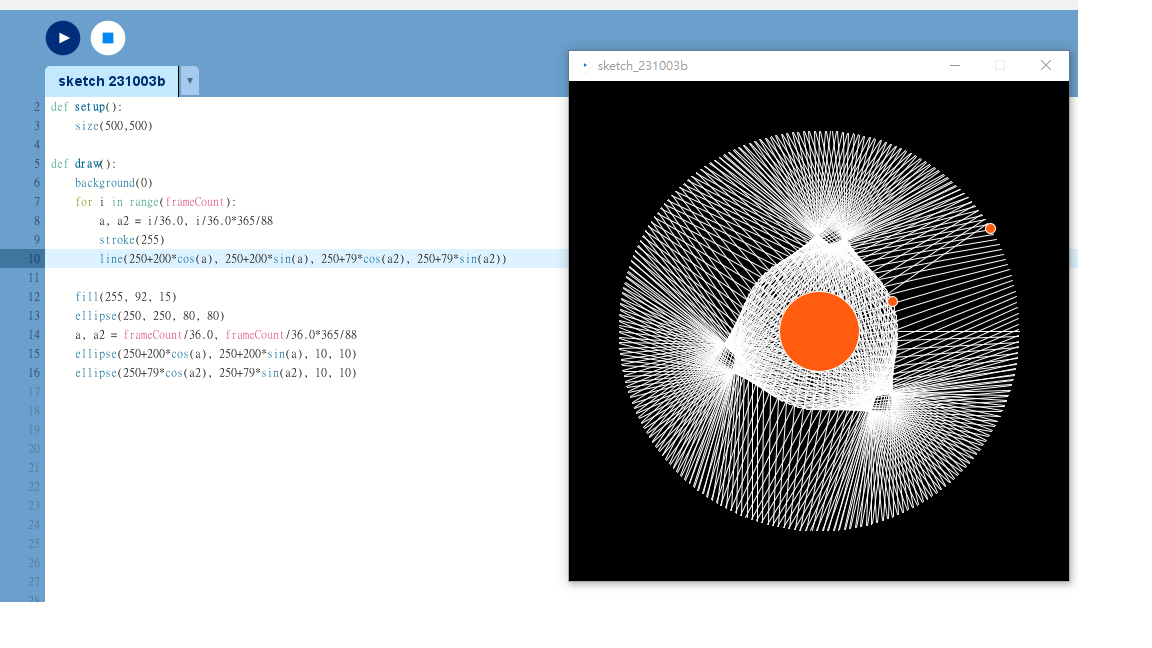 sketch 231003b
sketch_231003b
2 def setup():
3     size(500,500)
4
5 def draw():
6     background(0)
7     for i in range(frameCount):
8         a, a2 = i/36.0, i/36.0*365/88
9         stroke(255)
10         line(250+200*cos(a), 250+200*sin(a), 250+79*cos(a2), 250+79*sin(a2))
11
12     fill(255, 92, 15)
13     ellipse(250, 250, 80, 80)
14     a, a2 = frameCount/36.0, frameCount/36.0*365/88
15     ellipse(250+200*cos(a), 250+200*sin(a), 10, 10)
16     ellipse(250+79*cos(a2), 250+79*sin(a2), 10, 10)
17
18
19
20
21
22
23
24
25
26
27
28